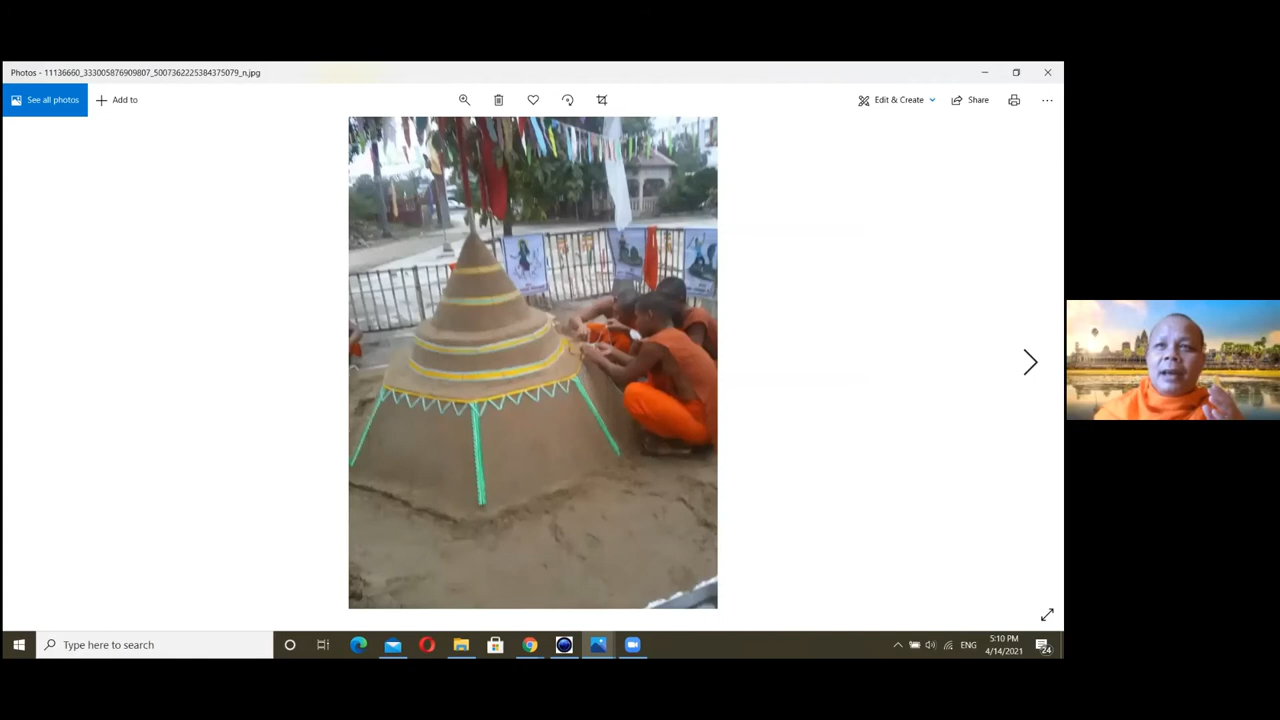 Photos - 11136660_333005876909807_5007362225384375079_n.jpg
See all photos
Add to
Edit & Create
Share
Type here to search
ENG
5:10 PM
4/14/2021
24